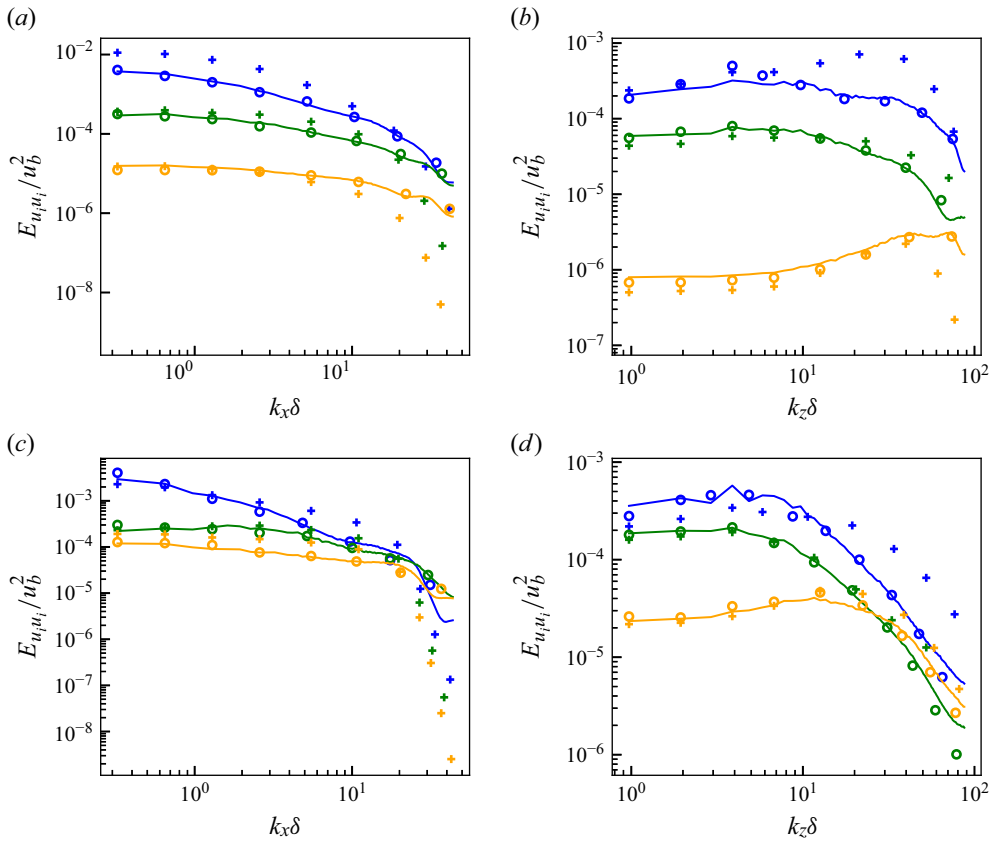 (a) (b)
10^{-2} 10^{-3}
10^{-4} 10^{-4}
10^{-5}
10^{-6}
10^{-6}
10^{-8}
10^{-7}
E_{u_i u_i}/u_b^2 E_{u_i u_i}/u_b^2
10^0 10^1 10^0 10^1 10^2
k_xδ k_zδ
(c) (d)
10^{-3}
10^{-3}
10^{-4} 10^{-4}
10^{-5}
10^{-6} 10^{-5}
10^{-7}
10^{-8} 10^{-6}
E_{u_i u_i}/u_b^2 E_{u_i u_i}/u_b^2
10^0 10^1 10^0 10^1 10^2
k_xδ k_zδ